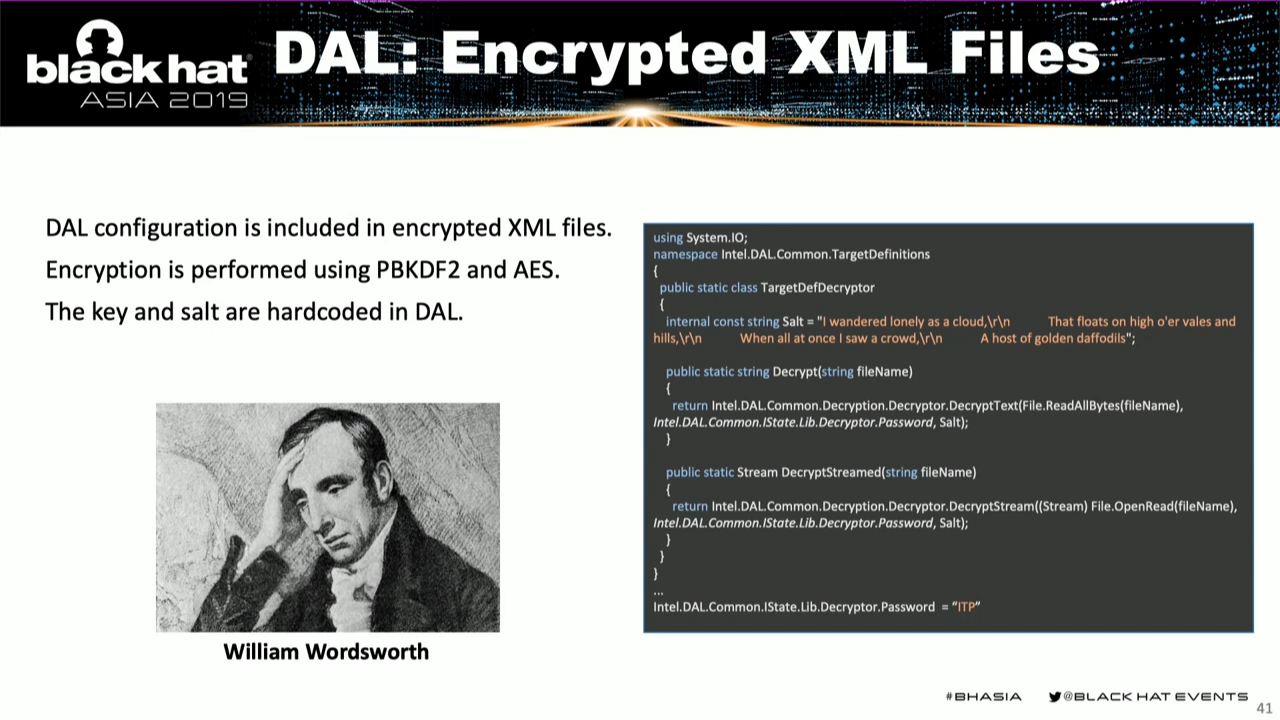 black hat
ASIA 2019
DAL: Encrypted XML Files
DAL configuration is included in encrypted XML files.
Encryption is performed using PBKDF2 and AES.
The key and salt are hardcoded in DAL.
William Wordsworth
using System.IO;
namespace Intel.DAL.Common.TargetDefinitions
{
public static class TargetDefDecryptor
{
internal const string Salt = "I wandered lonely as a cloud,\r\n That floats on high o'er vales and
hills,\r\n When all at once I saw a crowd,\r\n A host of golden daffodils";
public static string Decrypt(string fileName)
{
return Intel.DAL.Common.Decryption.Decryptor.DecryptText(File.ReadAllBytes(fileName),
Intel.DAL.Common.IState.Lib.Decryptor.Password, Salt);
}
public static Stream DecryptStreamed(string fileName)
{
return Intel.DAL.Common.Decryption.Decryptor.DecryptStream((Stream) File.OpenRead(fileName),
Intel.DAL.Common.IState.Lib.Decryptor.Password, Salt);
}
}
}
...
Intel.DAL.Common.IState.Lib.Decryptor.Password = “ITP”
#BHASIA @BLACK HAT EVENTS
41